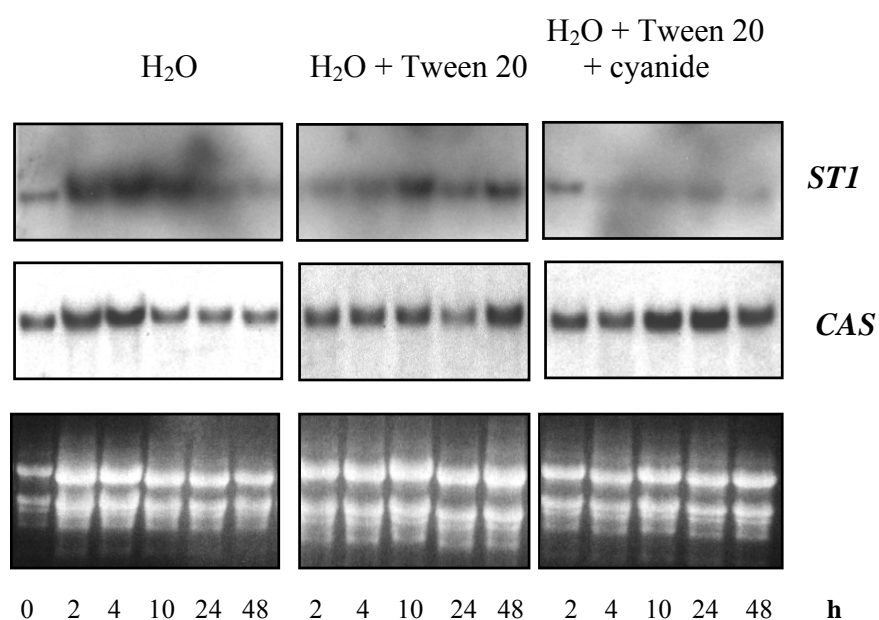 H₂O + Tween 20
H₂O H₂O + Tween 20 + cyanide
ST1
CAS
0 2 4 10 24 48 2 4 10 24 48 2 4 10 24 48 h